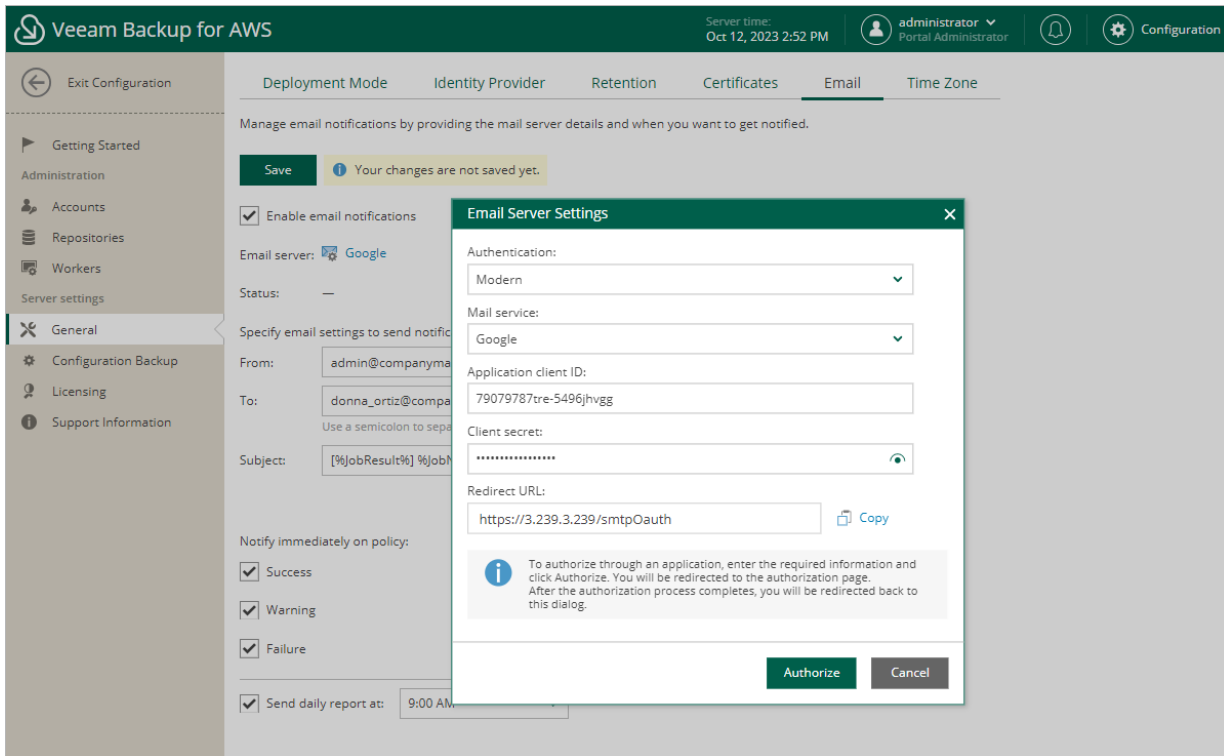 Veeam Backup for AWS
Server time:
Oct 12, 2023 2:52 PM
administrator
Portal Administrator
Configuration
Exit Configuration
Deployment Mode Identity Provider Retention Certificates Email Time Zone
Manage email notifications by providing the mail server details and when you want to get notified.
Getting Started
Administration
Accounts
Repositories
Workers
Server settings
General
Configuration Backup
Licensing
Support Information
Save
Your changes are not saved yet.
Enable email notifications
Email server: Google
Status: —
Specify email settings to send notific
From: admin@companyma
To: donna_ortiz@compa
Use a semicolon to sepa
Subject: [%JobResult%] %JobN
Notify immediately on policy:
Success
Warning
Failure
Send daily report at: 9:00 AM
Email Server Settings
Authentication:
Modern
Mail service:
Google
Application client ID:
79079787tre-5496jhvgg
Client secret:
•••••••••••••••••
Redirect URL:
https://3.239.3.239/smtpOauth
Copy
To authorize through an application, enter the required information and
click Authorize. You will be redirected to the authorization page.
After the authorization process completes, you will be redirected back to
this dialog.
Authorize
Cancel